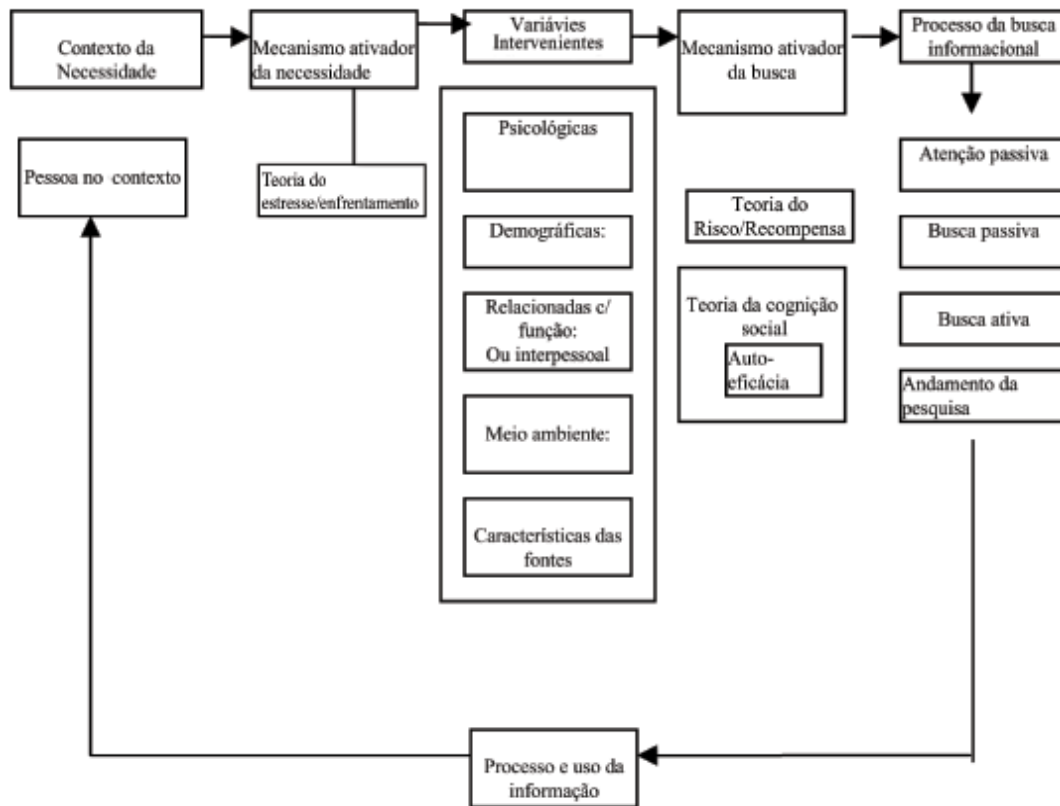 Contexto da
Necessidade
Mecanismo ativador
da necessidade
Variávies
Intervenientes
Mecanismo ativador
da busca
Processo da busca
informacional
Pessoa no contexto
Teoria do
estresse/enfrentamento
Psicológicas
Demográficas:
Relacionadas c/
função:
Ou interpessoal
Meio ambiente:
Características das
fontes
Teoria do
Risco/Recompensa
Teoria da cognição
social
Auto-
eficácia
Atenção passiva
Busca passiva
Busca ativa
Andamento da
pesquisa
Processo e uso da
informação